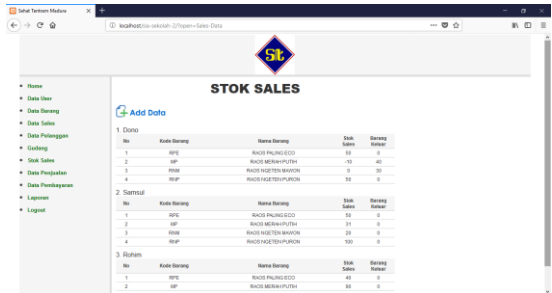 Sehat Tentrem Madura
localhost/sia-sekolah-2/?open=Sales-Data
St
STOK SALES
Home
Data User
Data Barang
Data Sales
Data Pelanggan
Gudang
Stok Sales
Data Penjualan
Data Pembayaran
Laporan
Logout
Add Data
1. Dono
No Kode Barang Nama Barang Stok Sales Barang Keluar
1 RPE RAOS PALING ECO 50 0
2 MP RAOS MERAH PUTIH -10 40
3 RNM RAOS NGETEN MAWON 0 30
4 RNP RAOS NGETEN PURON 50 0
2. Samsul
No Kode Barang Nama Barang Stok Sales Barang Keluar
1 RPE RAOS PALING ECO 50 0
2 MP RAOS MERAH PUTIH 31 0
3 RNM RAOS NGETEN MAWON 20 0
4 RNP RAOS NGETEN PURON 100 0
3. Rohim
No Kode Barang Nama Barang Stok Sales Barang Keluar
1 RPE RAOS PALING ECO 40 0
2 MP RAOS MERAH PUTIH 80 0